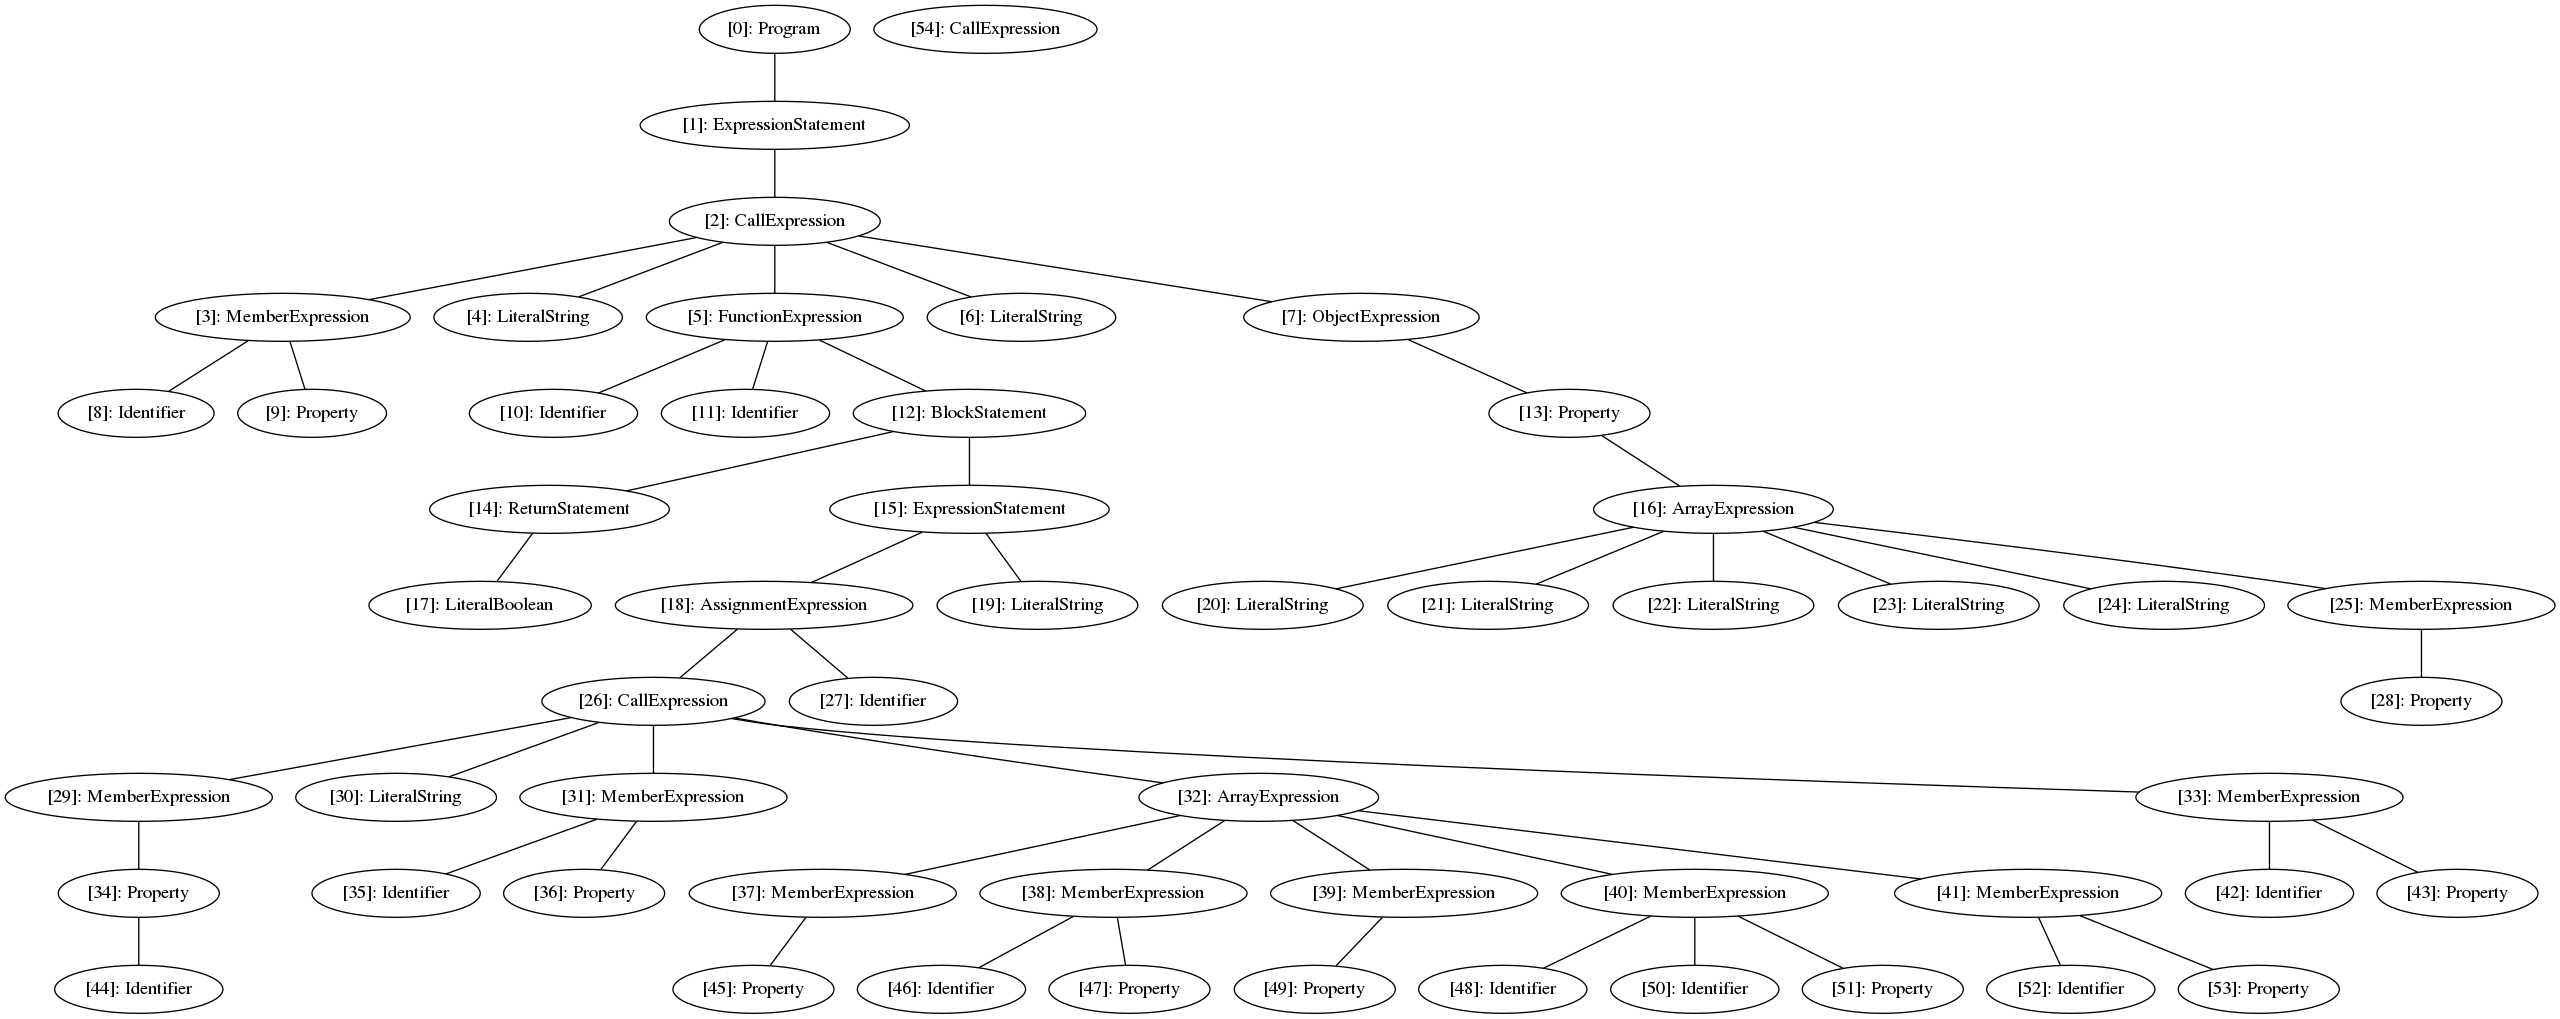 [0]: Program
[54]: CallExpression
[1]: ExpressionStatement
[2]: CallExpression
[3]: MemberExpression
[4]: LiteralString
[5]: FunctionExpression
[6]: LiteralString
[7]: ObjectExpression
[8]: Identifier
[9]: Property
[10]: Identifier
[11]: Identifier
[12]: BlockStatement
[13]: Property
[14]: ReturnStatement
[15]: ExpressionStatement
[16]: ArrayExpression
[17]: LiteralBoolean
[18]: AssignmentExpression
[19]: LiteralString
[20]: LiteralString
[21]: LiteralString
[22]: LiteralString
[23]: LiteralString
[24]: LiteralString
[25]: MemberExpression
[26]: CallExpression
[27]: Identifier
[28]: Property
[29]: MemberExpression
[30]: LiteralString
[31]: MemberExpression
[32]: ArrayExpression
[33]: MemberExpression
[34]: Property
[35]: Identifier
[36]: Property
[37]: MemberExpression
[38]: MemberExpression
[39]: MemberExpression
[40]: MemberExpression
[41]: MemberExpression
[42]: Identifier
[43]: Property
[44]: Identifier
[45]: Property
[46]: Identifier
[47]: Property
[49]: Property
[48]: Identifier
[50]: Identifier
[51]: Property
[52]: Identifier
[53]: Property